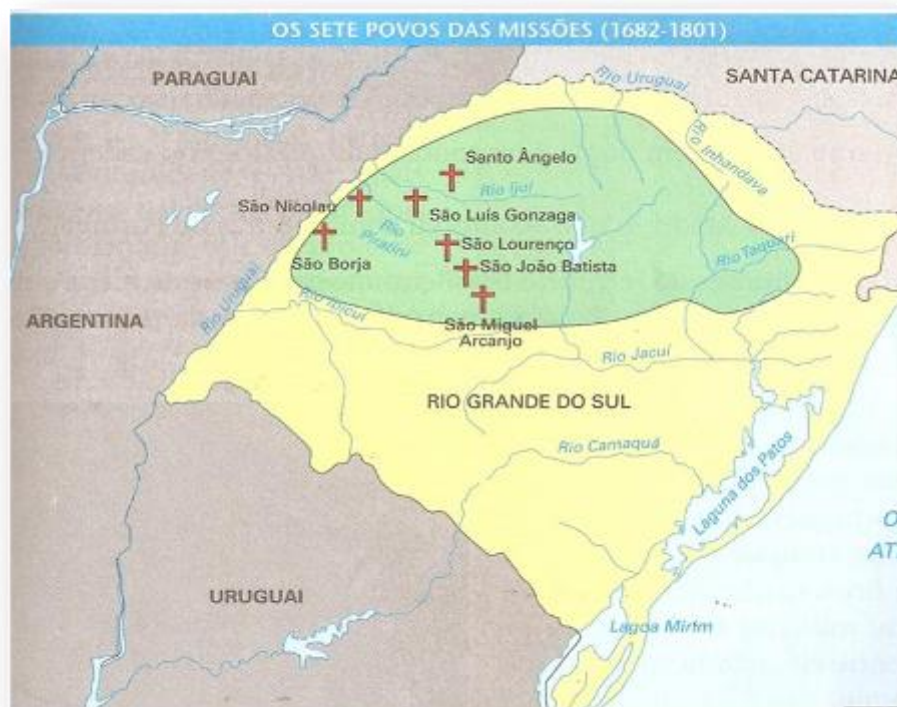 OS SETE POVOS DAS MISSÕES (1682-1801)
PARAGUAI
Rio Uruguai
SANTA CATARINA
Rio Inhandava
Santo Ângelo
Rio Ijuí
São Nicolau
São Luís Gonzaga
Rio
Piratini
São Lourenço
Rio Taquari
São Borja
São João Batista
Rio Uruguai
ARGENTINA
São Miguel
Arcanjo
Rio Jacuí
RIO GRANDE DO SUL
Rio Camaquã
Laguna dos Patos
O
AT
URUGUAI
Lagoa Mirim